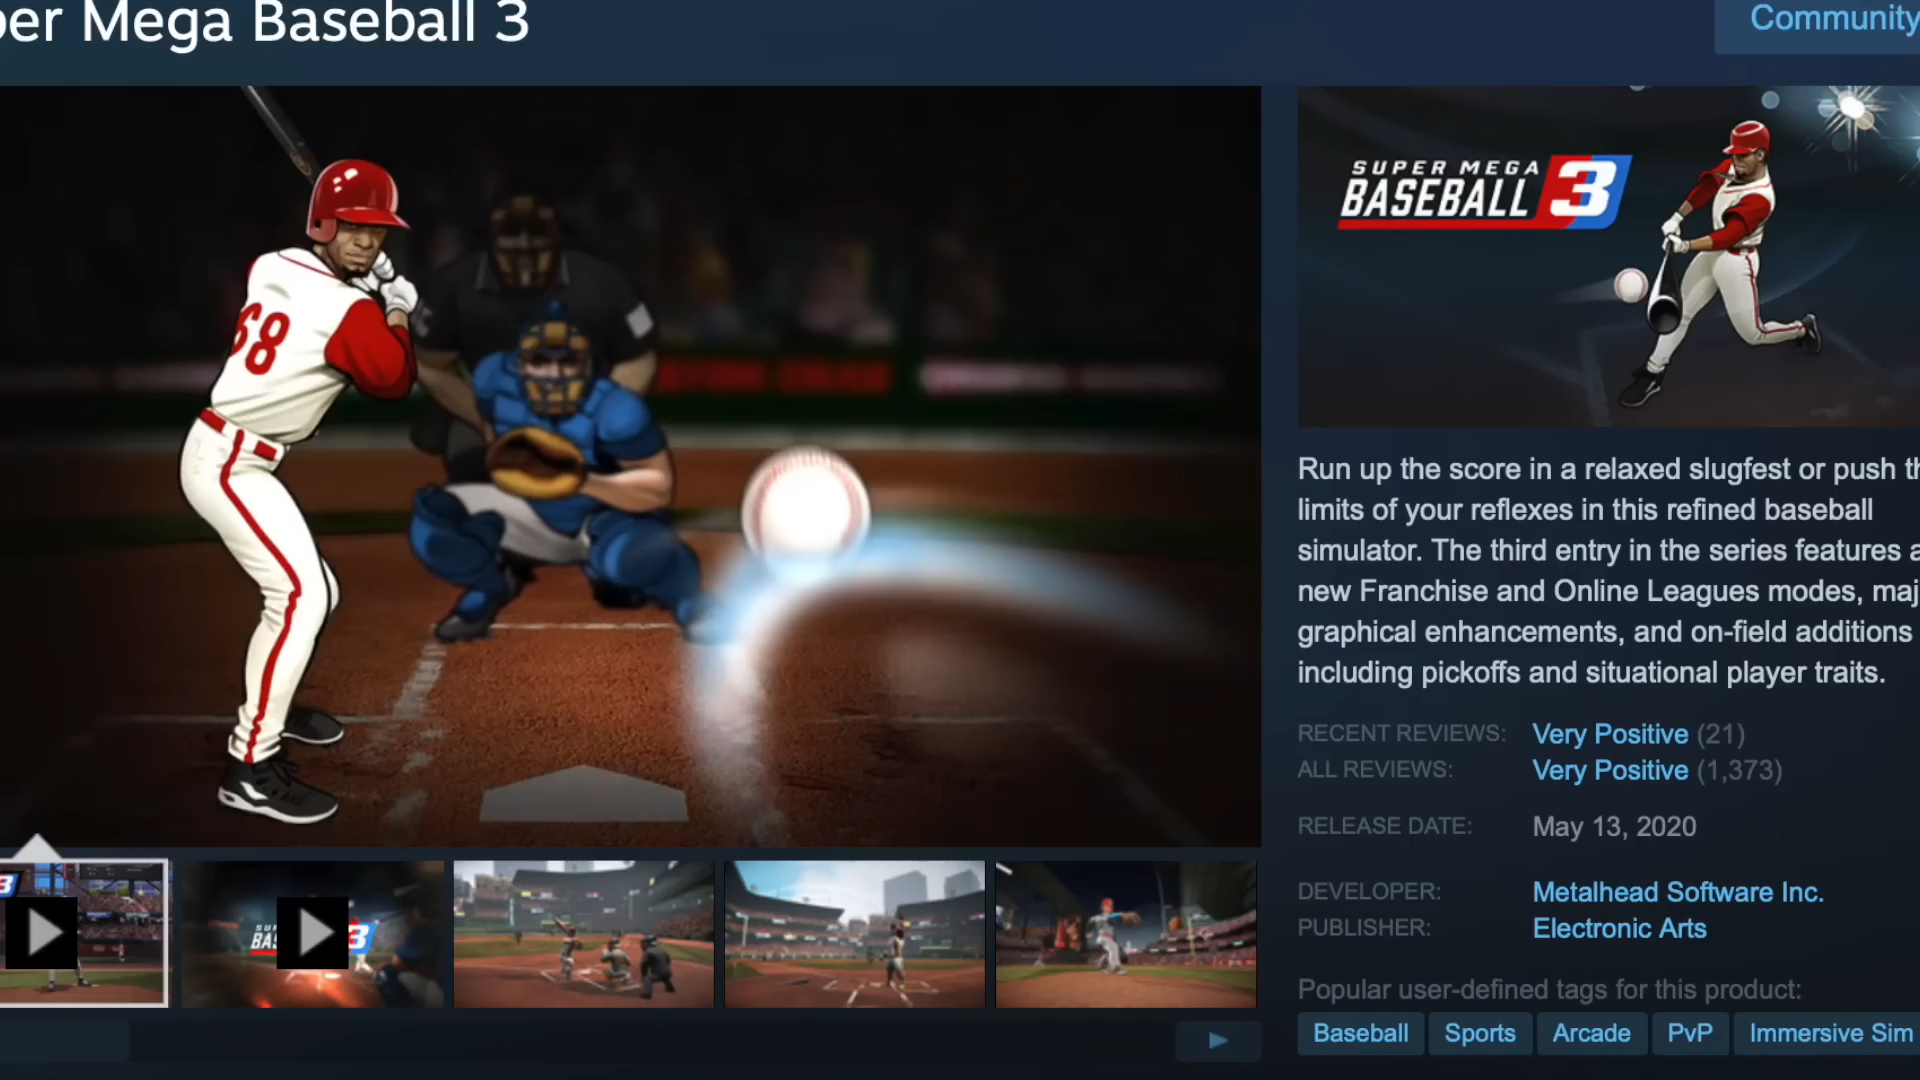 per Mega Baseball 3
Community
68
SUPER MEGA
BASEBALL 3
Run up the score in a relaxed slugfest or push th
limits of your reflexes in this refined baseball
simulator. The third entry in the series features a
new Franchise and Online Leagues modes, maj
graphical enhancements, and on-field additions
including pickoffs and situational player traits.
RECENT REVIEWS: Very Positive (21)
ALL REVIEWS: Very Positive (1,373)
RELEASE DATE: May 13, 2020
DEVELOPER: Metalhead Software Inc.
PUBLISHER: Electronic Arts
Popular user-defined tags for this product:
Baseball Sports Arcade PvP Immersive Sim
3
3